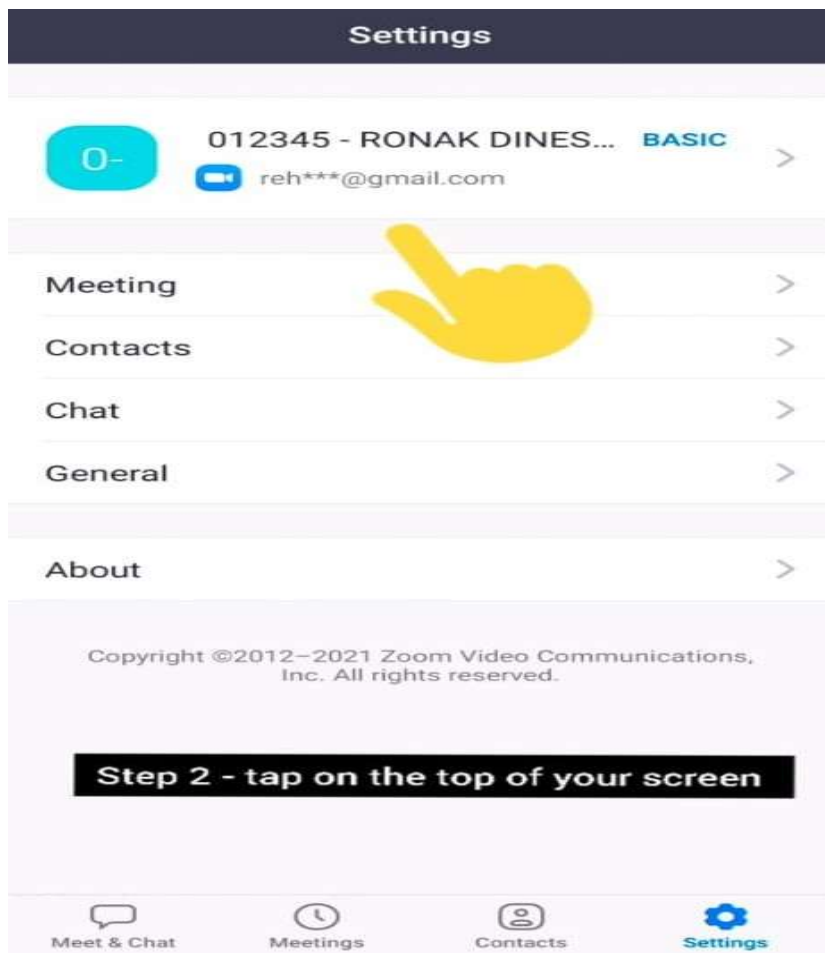 Settings
0-
012345 - RONAK DINES... BASIC
reh***@gmail.com
Meeting
Contacts
Chat
General
About
Copyright ©2012–2021 Zoom Video Communications,
Inc. All rights reserved.
Step 2 - tap on the top of your screen
Meet & Chat Meetings Contacts Settings